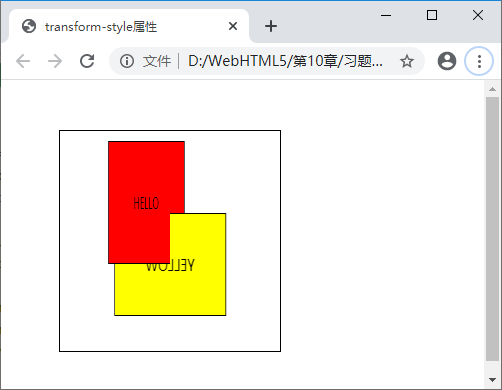 transform-style属性
文件
D:/WebHTML5/第10章/习题...
HELLO
YELLOW